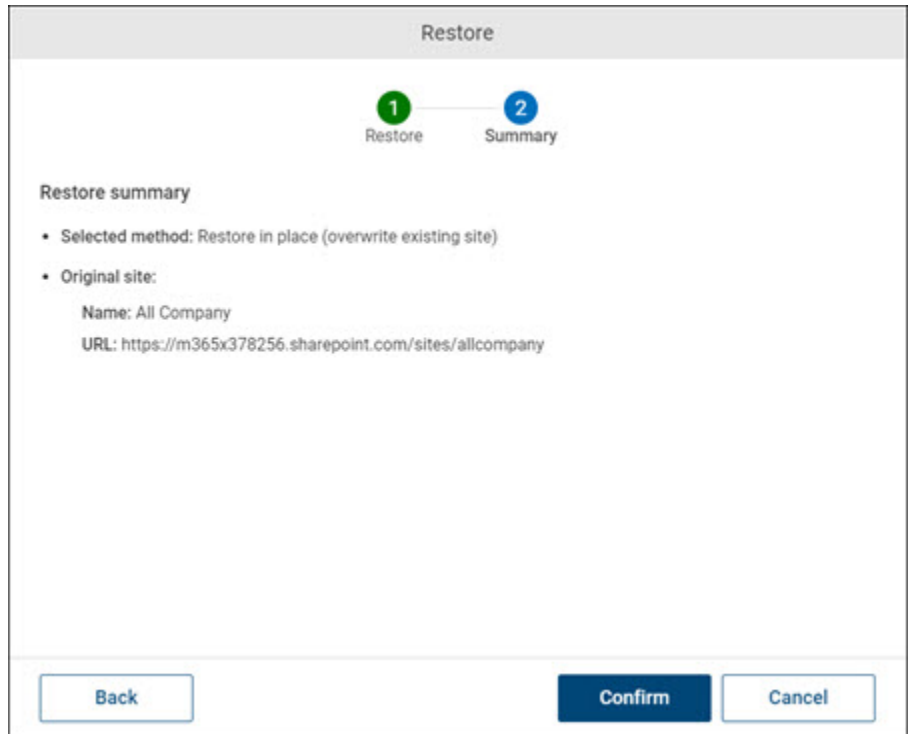 Restore
1 2
Restore Summary
Restore summary
• Selected method: Restore in place (overwrite existing site)
• Original site:
Name: All Company
URL: https://m365x378256.sharepoint.com/sites/allcompany
Back Confirm Cancel